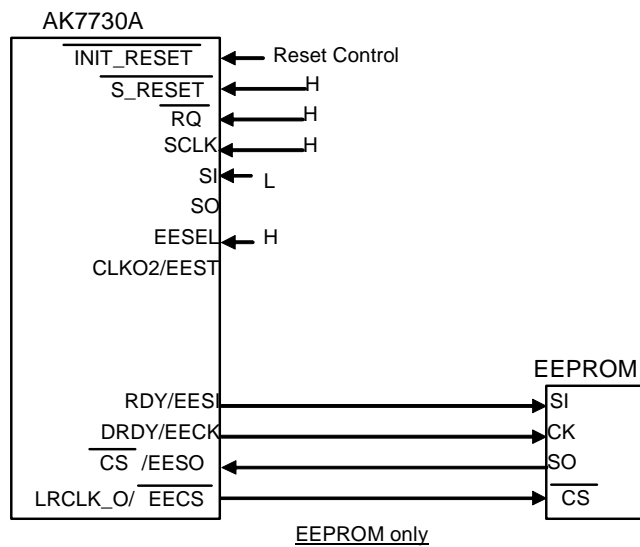 AK7730A
INIT_RESET
Reset Control
S_RESET
H
RQ
H
SCLK
H
SI
L
SO
EESEL
H
CLKO2/EEST
EEPROM
RDY/EESI
SI
DRDY/EECK
CK
CS /EESO
SO
LRCLK_O/ EECS
CS
EEPROM only